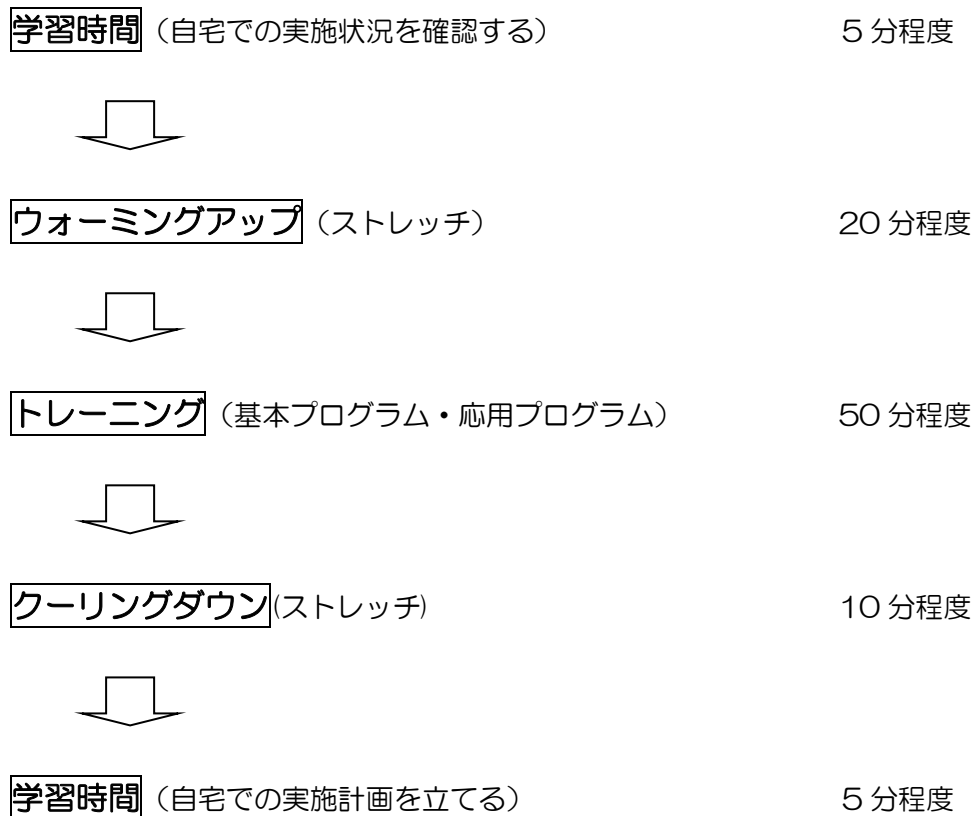 学習時間（自宅での実施状況を確認する） 5分程度
ウォーミングアップ（ストレッチ） 20分程度
トレーニング（基本プログラム・応用プログラム） 50分程度
クーリングダウン(ストレッチ) 10分程度
学習時間（自宅での実施計画を立てる） 5分程度